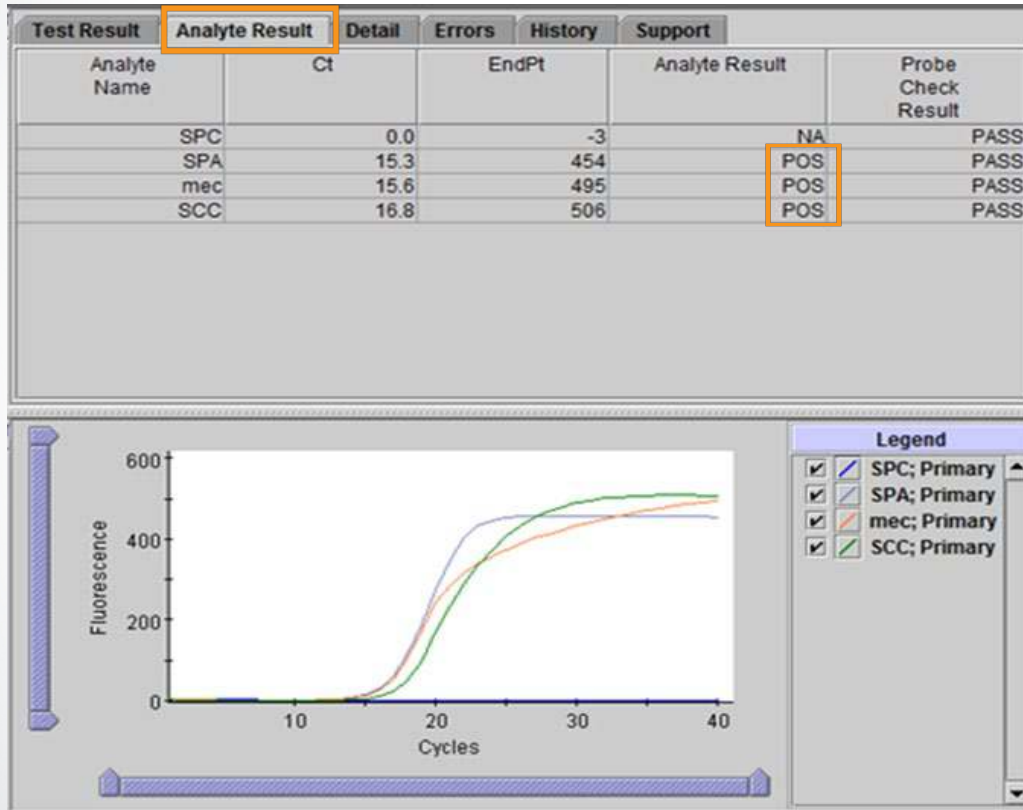 Test Result Analyte Result Detail Errors History Support
Analyte Name Ct EndPt Analyte Result Probe Check Result
SPC 0.0 -3 NA PASS
SPA 15.3 454 POS PASS
mec 15.6 495 POS PASS
SCC 16.8 506 POS PASS
600
400
200
0
Fluorescence
10 20 30 40
Cycles
Legend
SPC; Primary
SPA; Primary
mec; Primary
SCC; Primary